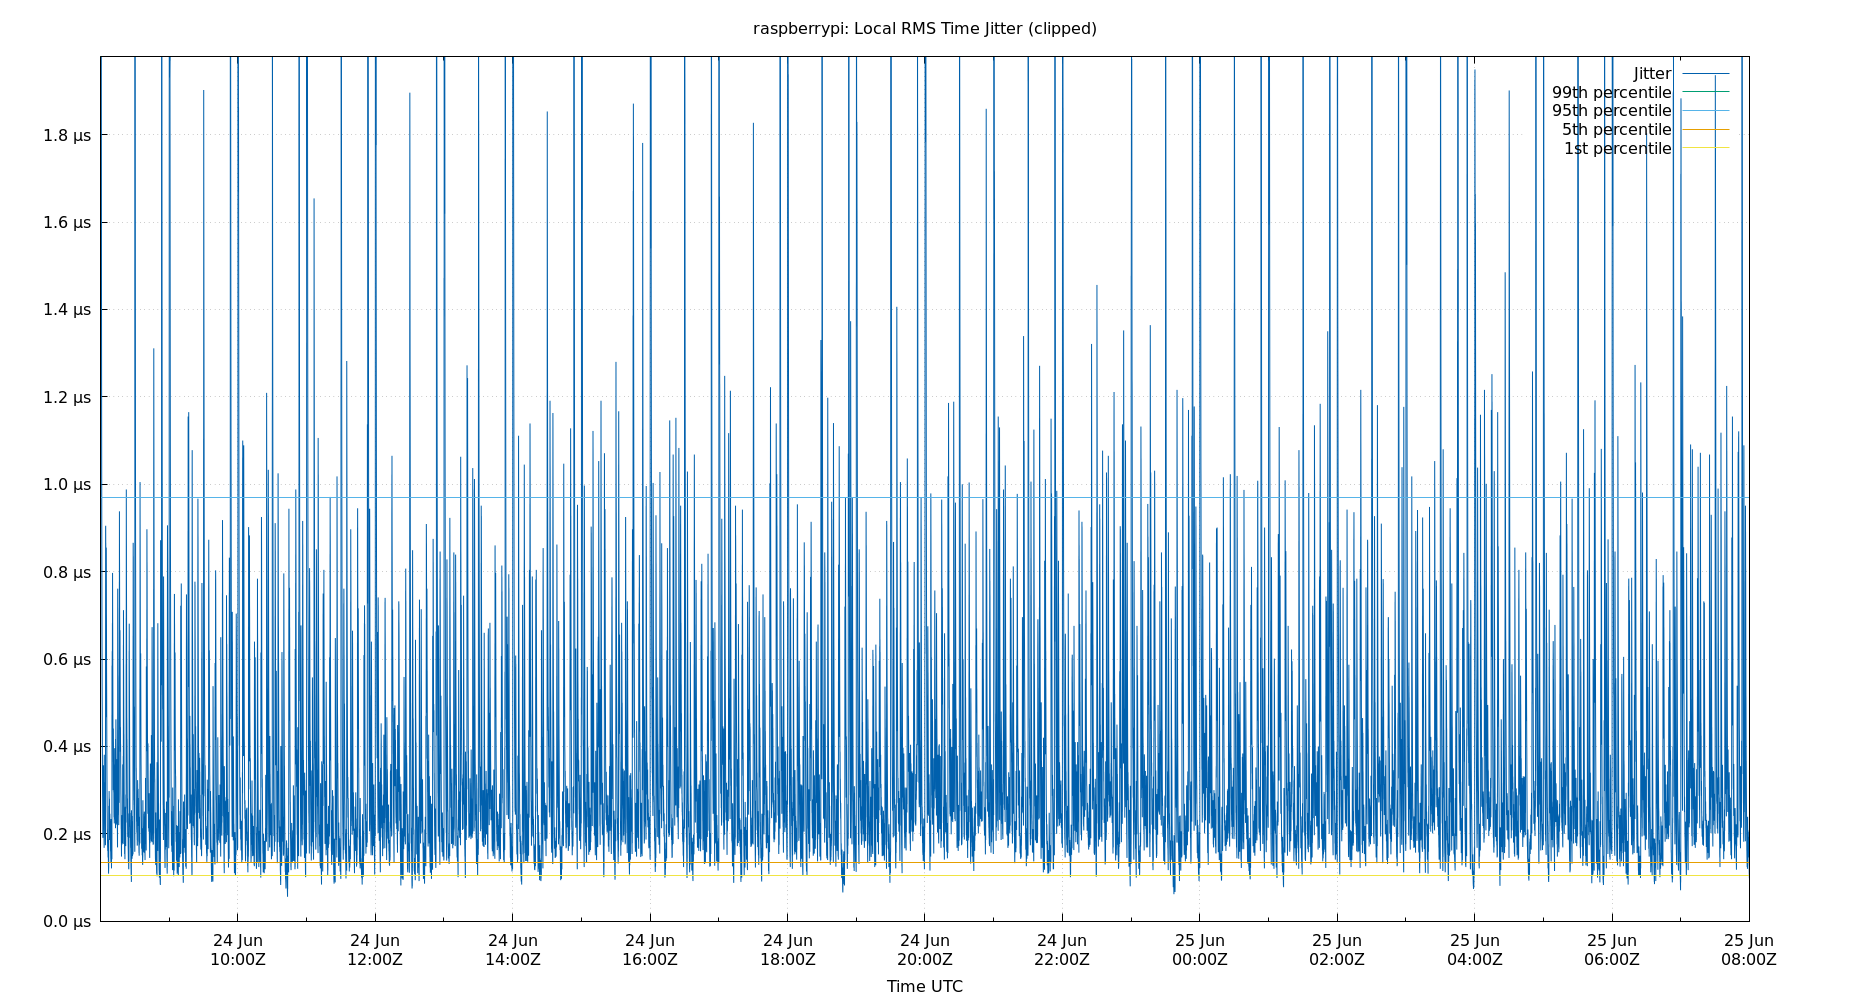 raspberrypi: Local RMS Time Jitter (clipped)
Jitter
99th percentile
95th percentile
5th percentile
1st percentile
1.8 µs
1.6 µs
1.4 µs
1.2 µs
1.0 µs
0.8 µs
0.6 µs
0.4 µs
0.2 µs
0.0 µs
24 Jun 24 Jun 24 Jun 24 Jun 24 Jun 24 Jun 24 Jun 25 Jun 25 Jun 25 Jun 25 Jun 25 Jun
10:00Z 12:00Z 14:00Z 16:00Z 18:00Z 20:00Z 22:00Z 00:00Z 02:00Z 04:00Z 06:00Z 08:00Z
Time UTC